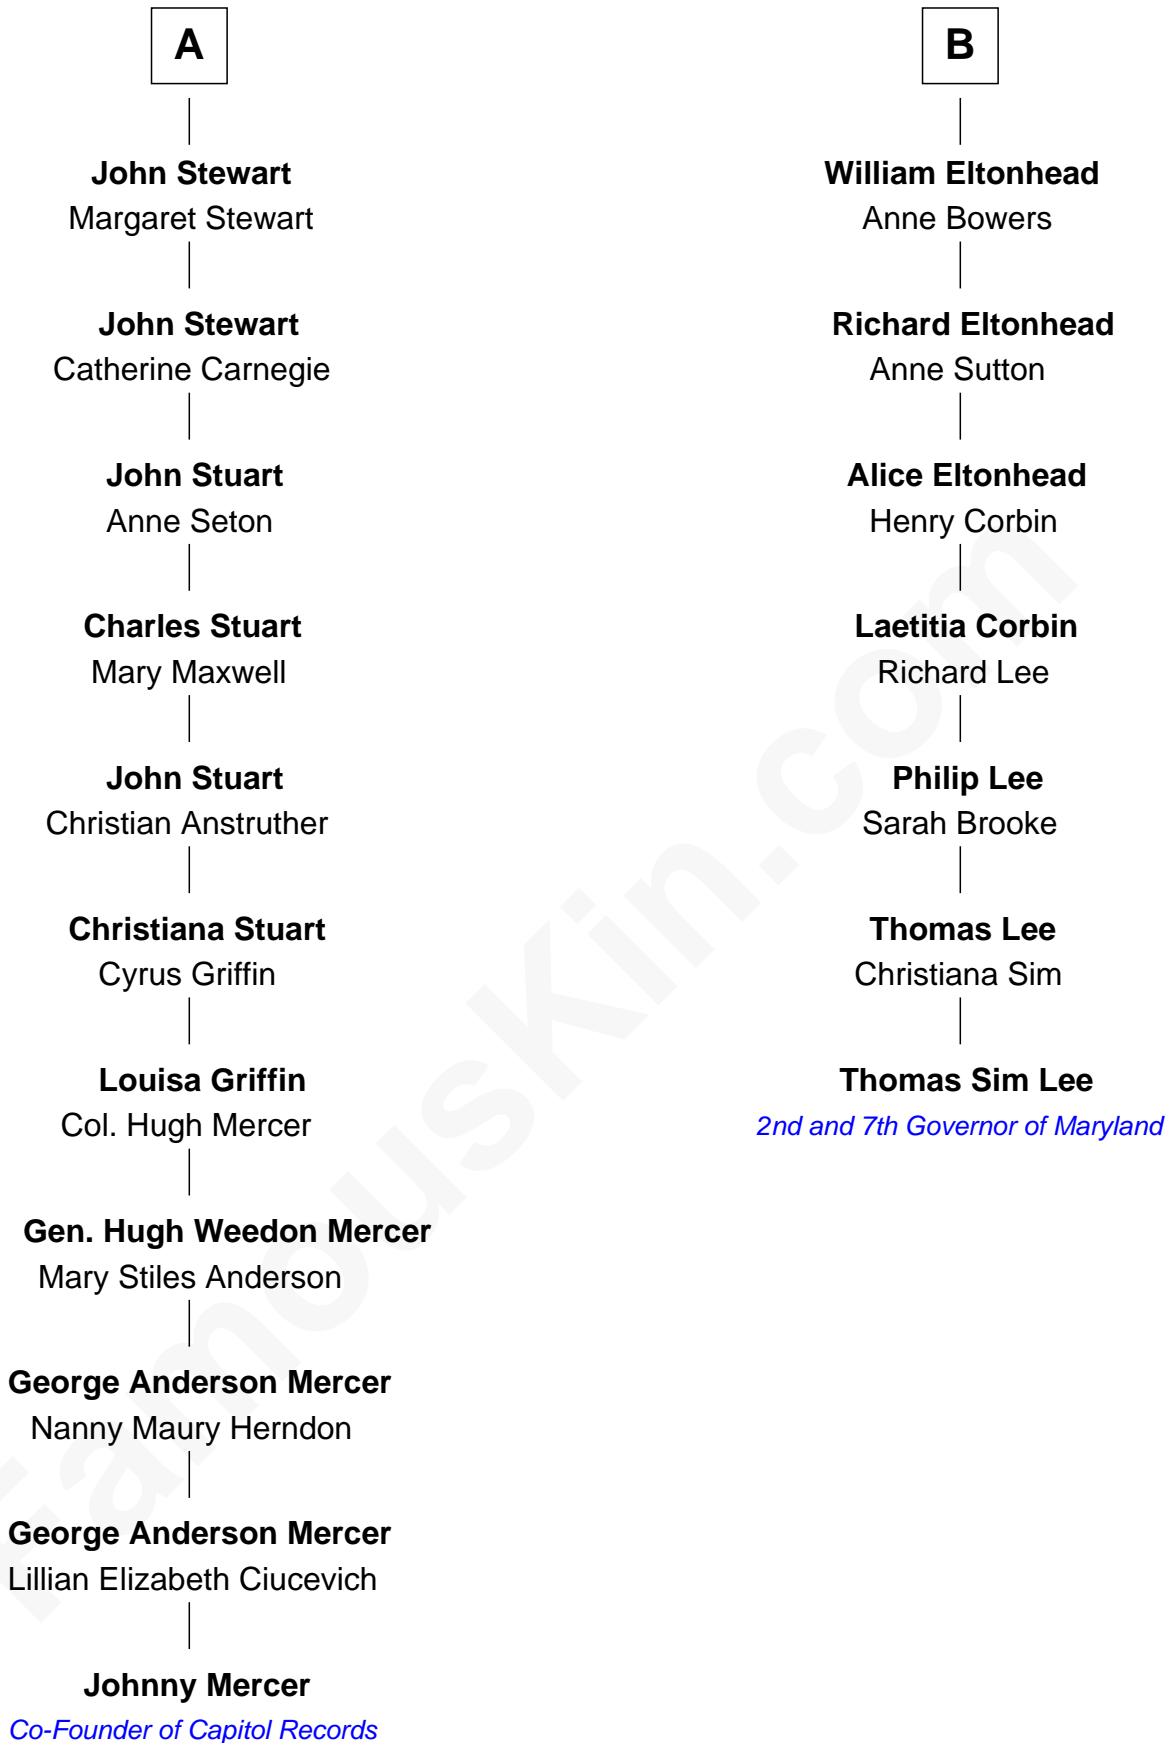 A
John Stewart
Margaret Stewart
John Stewart
Catherine Carnegie
John Stuart
Anne Seton
Charles Stuart
Mary Maxwell
John Stuart
Christian Anstruther
Christiana Stuart
Cyrus Griffin
Louisa Griffin
Col. Hugh Mercer
Gen. Hugh Weedon Mercer
Mary Stiles Anderson
George Anderson Mercer
Nanny Maury Herndon
George Anderson Mercer
Lillian Elizabeth Ciucevich
Johnny Mercer
Co-Founder of Capitol Records
B
William Eltonhead
Anne Bowers
Richard Eltonhead
Anne Sutton
Alice Eltonhead
Henry Corbin
Laetitia Corbin
Richard Lee
Philip Lee
Sarah Brooke
Thomas Lee
Christiana Sim
Thomas Sim Lee
2nd and 7th Governor of Maryland
FamousKin.com